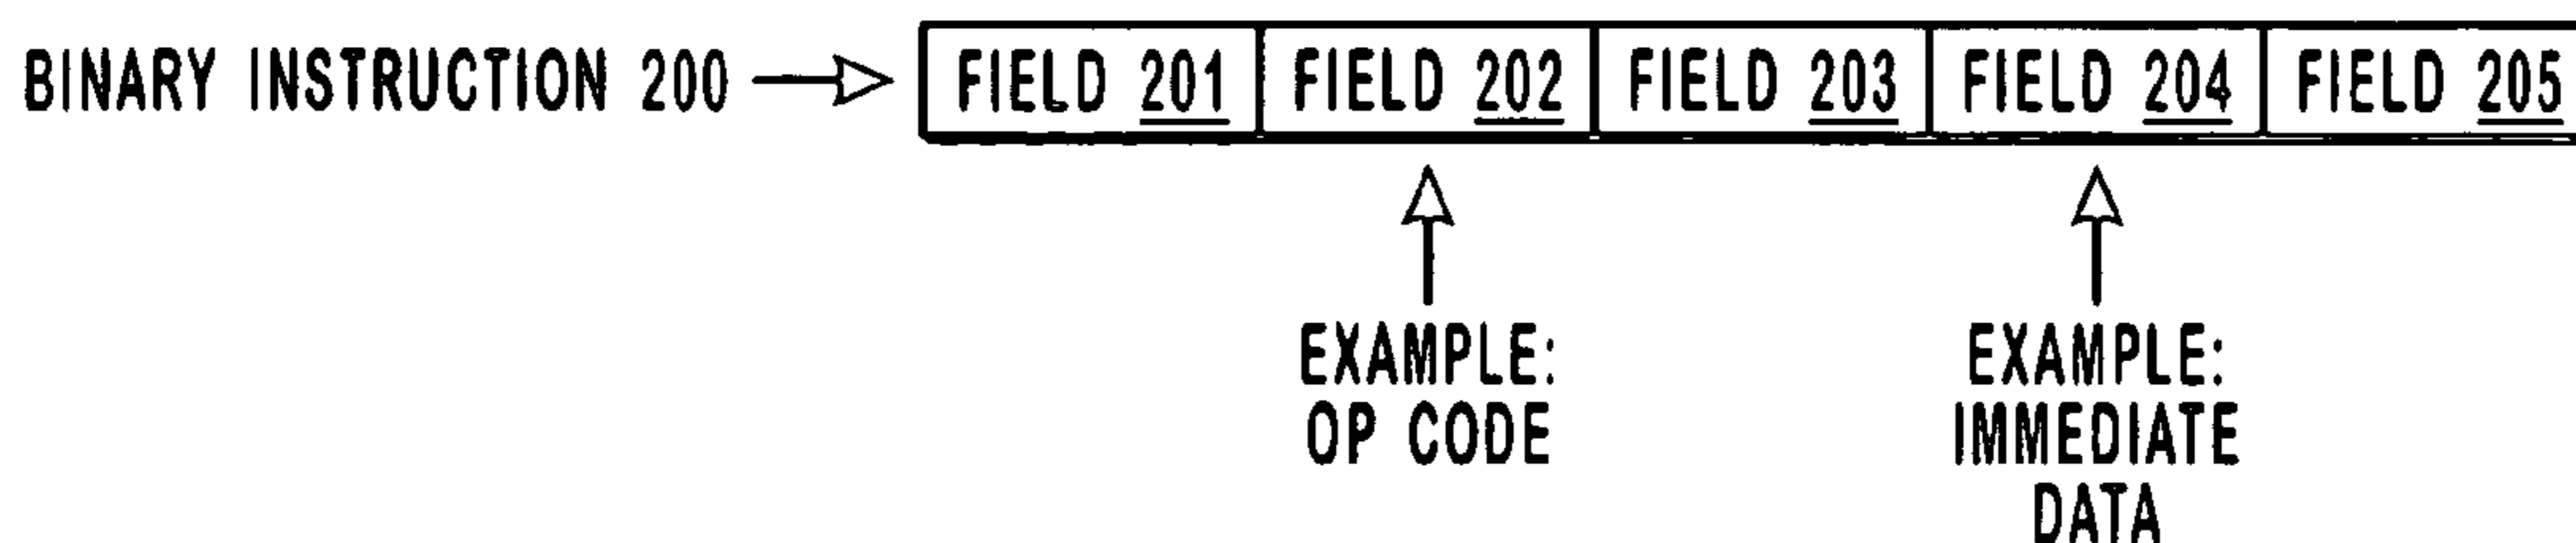 BINARY INSTRUCTION 200 FIELD 201 FIELD 202 FIELD 203 FIELD 204 FIELD 205
EXAMPLE:
OP CODE
EXAMPLE:
IMMEDIATE
DATA